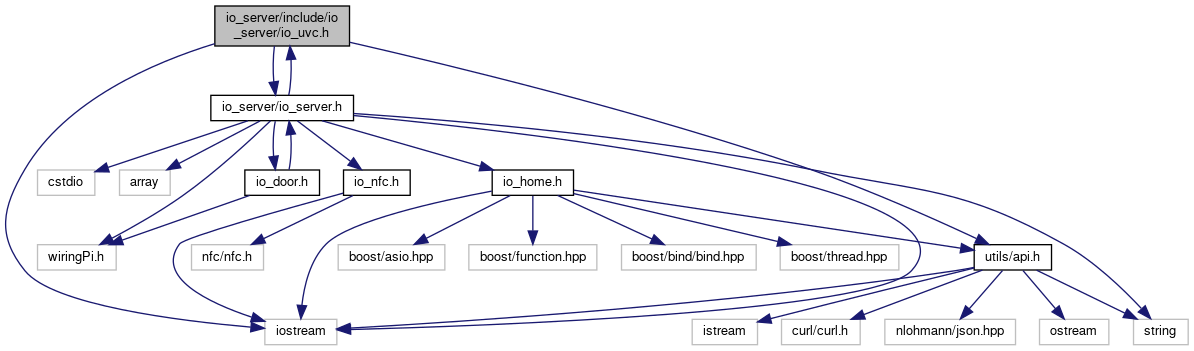 io_server/include/io
_server/io_uvc.h
io_server/io_server.h
cstdio
array
io_door.h
io_nfc.h
io_home.h
wiringPi.h
nfc/nfc.h
boost/asio.hpp
boost/function.hpp
boost/bind/bind.hpp
boost/thread.hpp
utils/api.h
iostream
istream
curl/curl.h
nlohmann/json.hpp
ostream
string